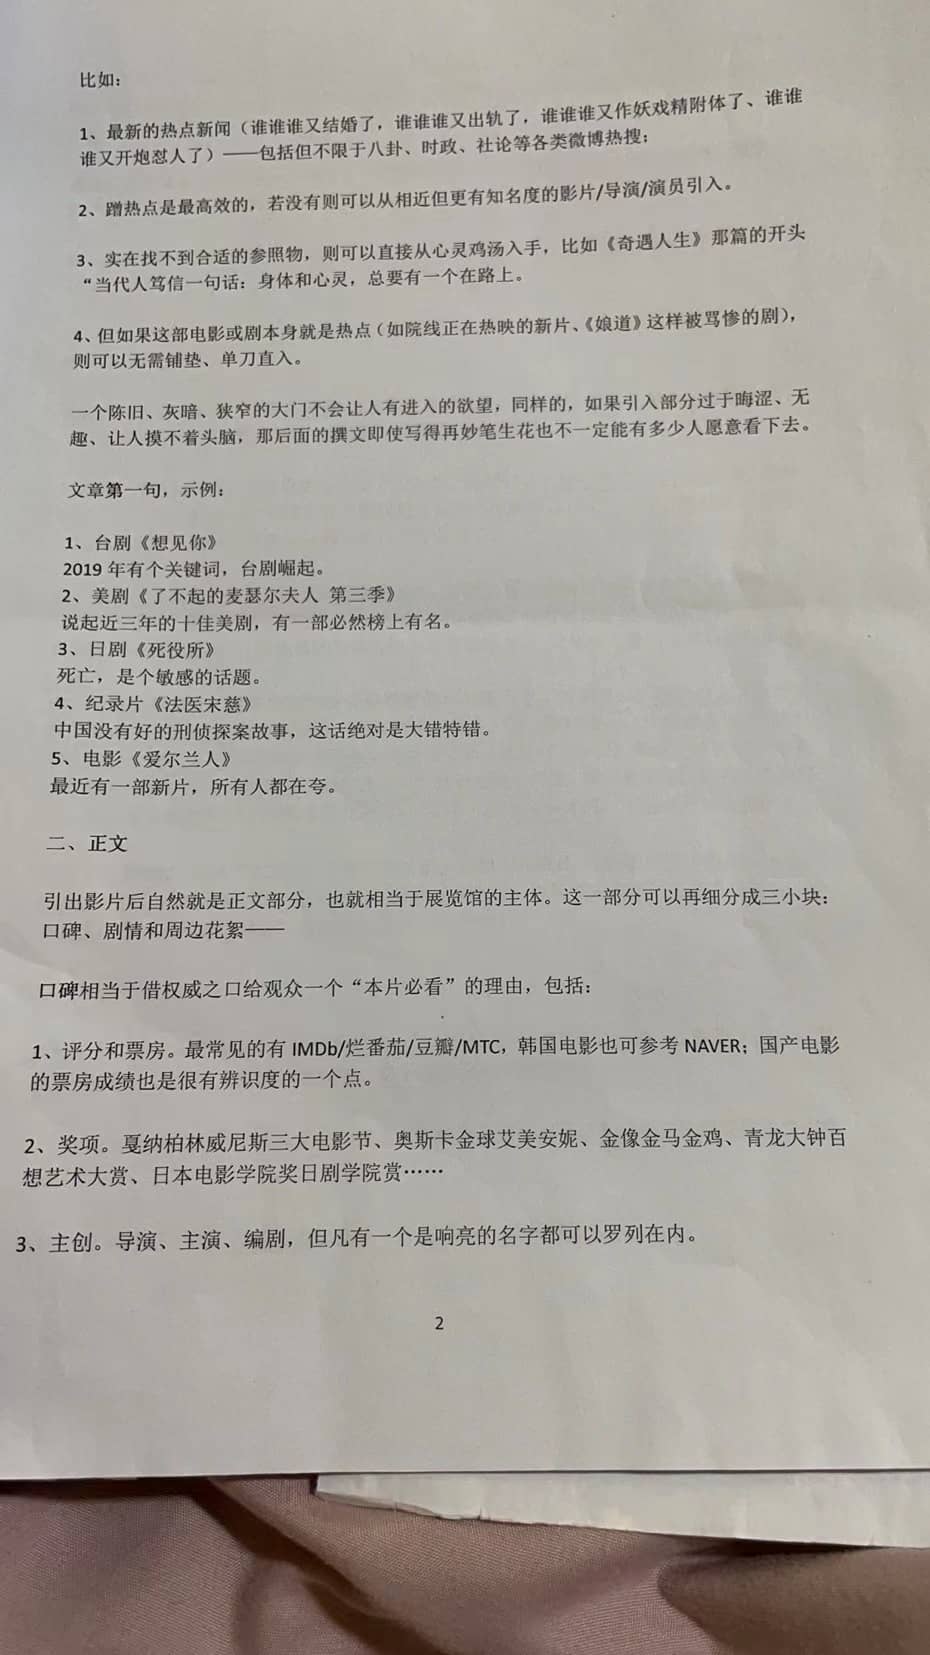 比如：
1、最新的热点新闻（谁谁谁又结婚了，谁谁谁又出轨了，谁谁谁又作妖戏精附体了、谁谁
谁又开炮怼人了）——包括但不限于八卦、时政、社论等各类微博热搜；
2、蹭热点是最高效的，若没有则可以从相近但更有知名度的影片/导演/演员引入。
3、实在找不到合适的参照物，则可以直接从心灵鸡汤入手，比如《奇遇人生》那篇的开头
“当代人笃信一句话：身体和心灵，总要有一个在路上。
4、但如果这部电影或剧本身就是热点（如院线正在热映的新片、《娘道》这样被骂惨的剧），
则可以无需铺垫、单刀直入。
一个陈旧、灰暗、狭窄的大门不会让人有进入的欲望，同样的，如果引入部分过于晦涩、无
趣、让人摸不着头脑，那后面的撰文即使写得再妙笔生花也不一定能有多少人愿意看下去。
文章第一句，示例：
1、台剧《想见你》
2019 年有个关键词，台剧崛起。
2、美剧《了不起的麦瑟尔夫人 第三季》
说起近三年的十佳美剧，有一部必然榜上有名。
3、日剧《死役所》
死亡，是个敏感的话题。
4、纪录片《法医宋慈》
中国没有好的刑侦探案故事，这话绝对是大错特错。
5、电影《爱尔兰人》
最近有一部新片，所有人都在夸。
二、正文
引出影片后自然就是正文部分，也就相当于展览馆的主体。这一部分可以再细分成三小块：
口碑、剧情和周边花絮——
口碑相当于借权威之口给观众一个“本片必看”的理由，包括：
1、评分和票房。最常见的有 IMDb/烂番茄/豆瓣/MTC，韩国电影也可参考 NAVER；国产电影
的票房成绩也是很有辨识度的一个点。
2、奖项。戛纳柏林威尼斯三大电影节、奥斯卡金球艾美安妮、金像金马金鸡、青龙大钟百
想艺术大赏、日本电影学院奖日剧学院赏……
3、主创。导演、主演、编剧，但凡有一个是响亮的名字都可以罗列在内。
2